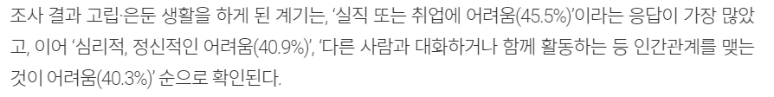 조사 결과 고립·은둔 생활을 하게 된 계기는, ‘실직 또는 취업에 어려움(45.5%)’이라는 응답이 가장 많았
고, 이어 ‘심리적, 정신적인 어려움(40.9%)’, ‘다른 사람과 대화하거나 함께 활동하는 등 인간관계를 맺는
것이 어려움(40.3%)’ 순으로 확인된다.